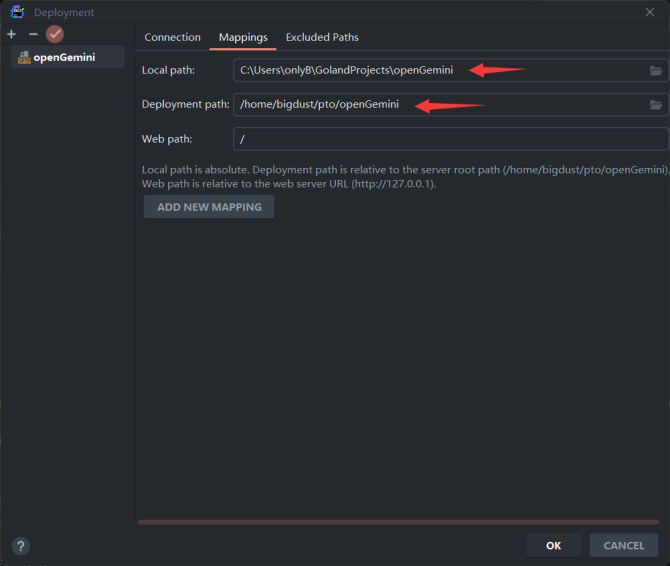 Deployment
openGemini
Connection Mappings Excluded Paths
Local path: C:\Users\onlyB\GolandProjects\openGemini
Deployment path: /home/bigdust/pto/openGemini
Web path: /
Local path is absolute. Deployment path is relative to the server root path (/home/bigdust/pto/openGemini).
Web path is relative to the web server URL (http://127.0.0.1).
ADD NEW MAPPING
?
OK CANCEL